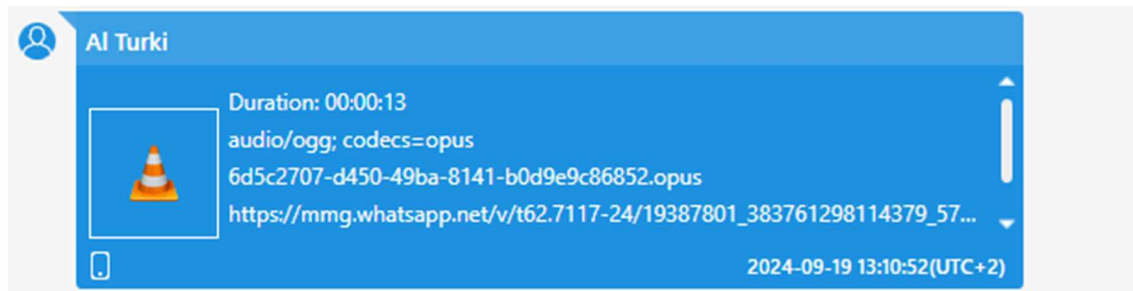 Al Turki
Duration: 00:00:13
audio/ogg; codecs=opus
6d5c2707-d450-49ba-8141-b0d9e9c86852.opus
https://mmg.whatsapp.net/v/t62.7117-24/19387801_383761298114379_57...
2024-09-19 13:10:52(UTC+2)